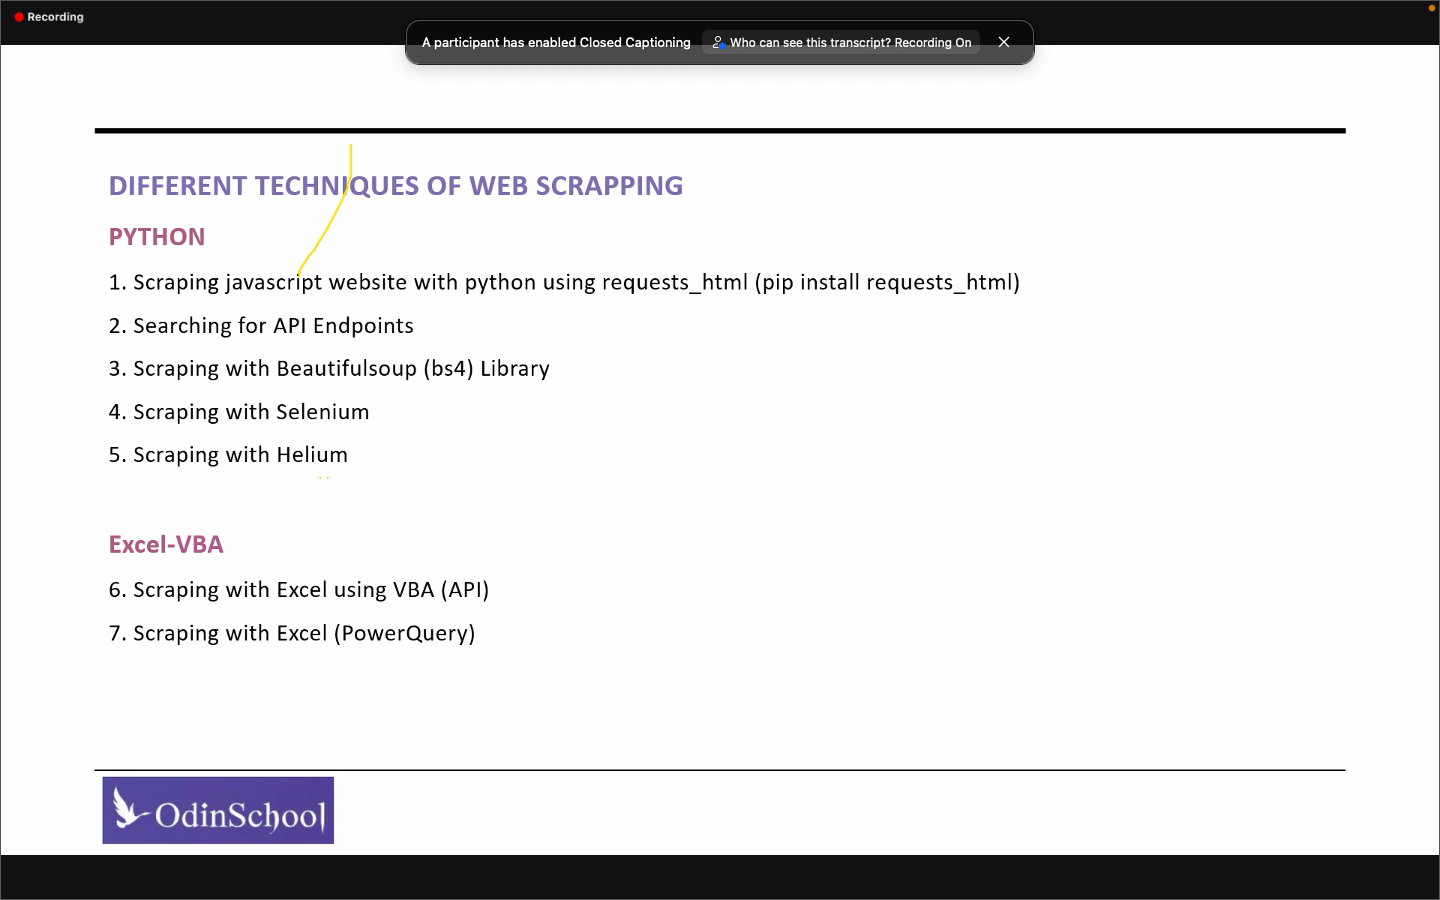 Recording
A participant has enabled Closed Captioning Who can see this transcript? Recording On
DIFFERENT TECHNIQUES OF WEB SCRAPPING
PYTHON
1. Scraping javascript website with python using requests_html (pip install requests_html)
2. Searching for API Endpoints
3. Scraping with Beautifulsoup (bs4) Library
4. Scraping with Selenium
5. Scraping with Helium
Excel-VBA
6. Scraping with Excel using VBA (API)
7. Scraping with Excel (PowerQuery)
OdinSchool